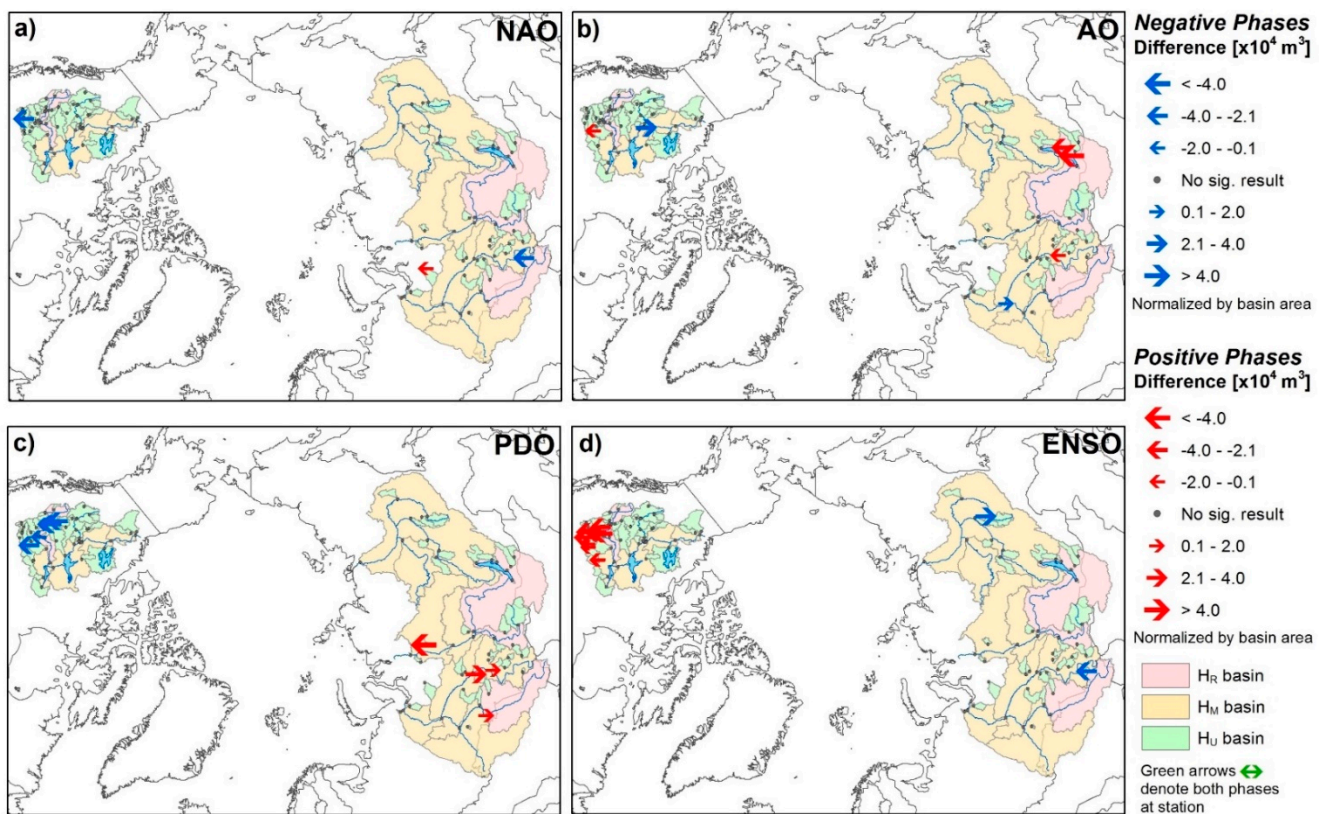 a)
NAO
b)
AO
c)
PDO
d)
ENSO
Negative Phases
Difference [x10⁴ m³]
< -4.0
-4.0 - -2.1
-2.0 - -0.1
No sig. result
0.1 - 2.0
2.1 - 4.0
> 4.0
Normalized by basin area
Positive Phases
Difference [x10⁴ m³]
< -4.0
-4.0 - -2.1
-2.0 - -0.1
No sig. result
0.1 - 2.0
2.1 - 4.0
> 4.0
Normalized by basin area
H_R basin
H_M basin
H_U basin
Green arrows
denote both phases
at station